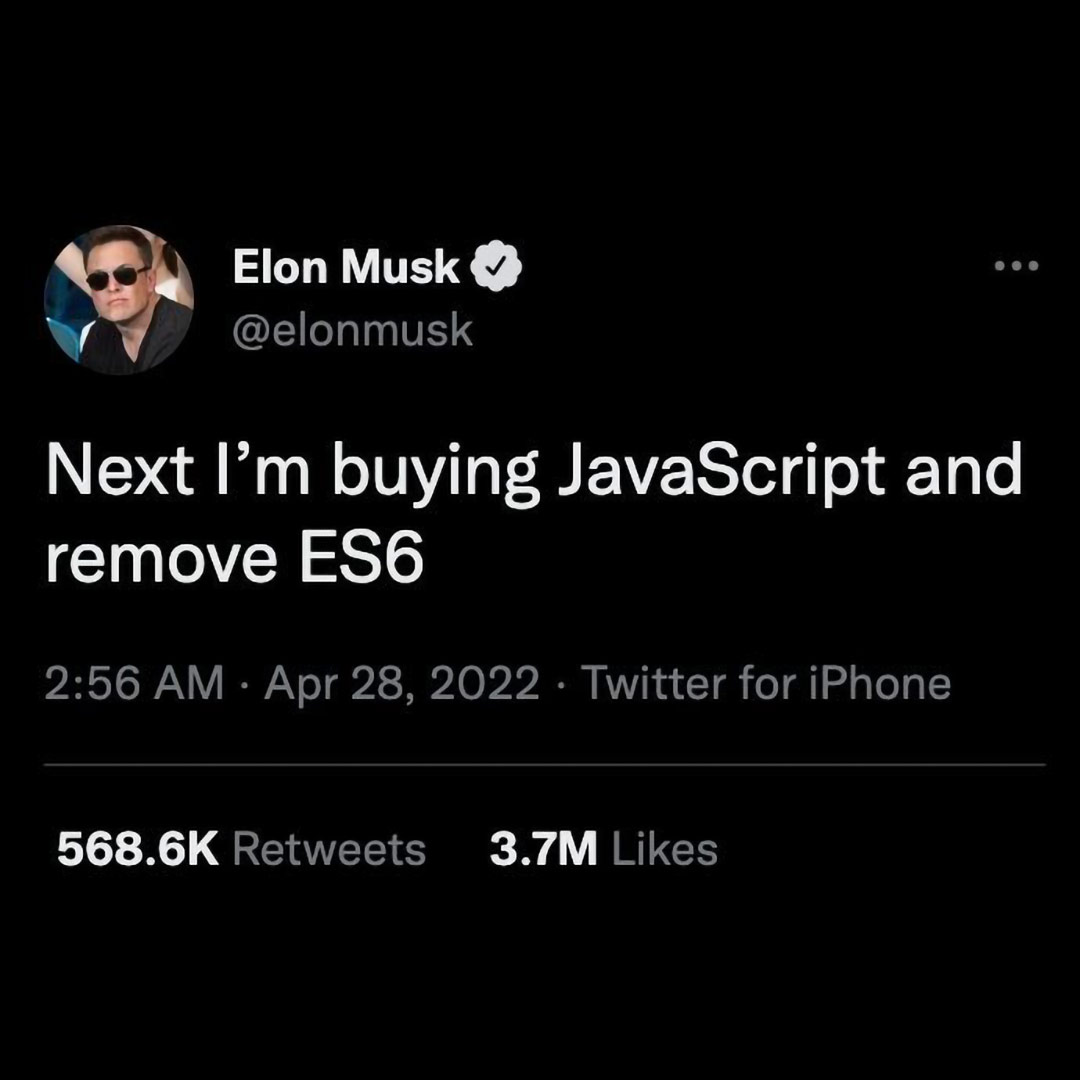 Elon Musk
@elonmusk
Next I’m buying JavaScript and
remove ES6
2:56 AM · Apr 28, 2022 · Twitter for iPhone
568.6K Retweets 3.7M Likes